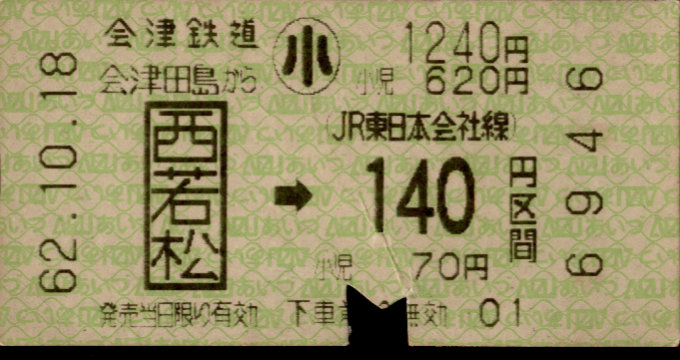 会津鉄道 小 1240円
会津田島から 小児 620円
62.10.18
西若松 → (JR東日本会社線) 140円区間
小児 70円
6946
発売当日限り有効 下車 無効 01